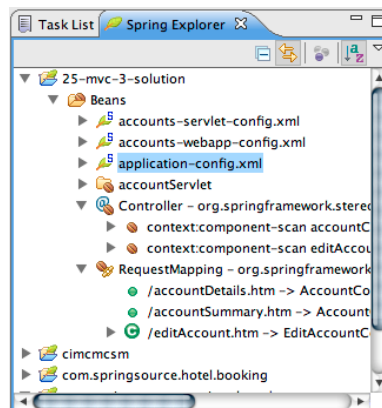 Task List Spring Explorer
25-mvc-3-solution
Beans
accounts-servlet-config.xml
accounts-webapp-config.xml
application-config.xml
accountServlet
Controller - org.springframework.stered
context:component-scan accountC
context:component-scan editAccou
RequestMapping - org.springframework
/accountDetails.htm -> AccountCo
/accountSummary.htm -> Accoun
/editAccount.htm -> EditAccountC
cimcmcsm
com.springsource.hotel.booking